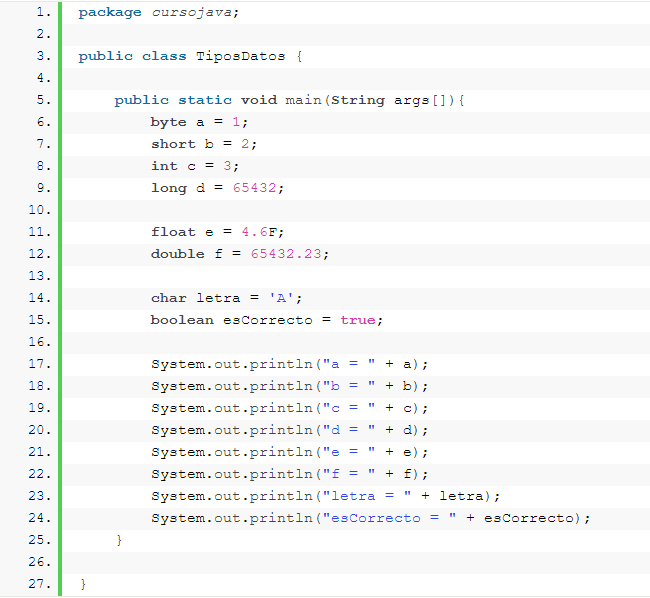 1. package cursojava;
2.
3. public class TiposDatos {
4.
5.     public static void main(String args[]){
6.         byte a = 1;
7.         short b = 2;
8.         int c = 3;
9.         long d = 65432;
10.
11.         float e = 4.6F;
12.         double f = 65432.23;
13.
14.         char letra = 'A';
15.         boolean esCorrecto = true;
16.
17.         System.out.println("a = " + a);
18.         System.out.println("b = " + b);
19.         System.out.println("c = " + c);
20.         System.out.println("d = " + d);
21.         System.out.println("e = " + e);
22.         System.out.println("f = " + f);
23.         System.out.println("letra = " + letra);
24.         System.out.println("esCorrecto = " + esCorrecto);
25.     }
26.
27. }